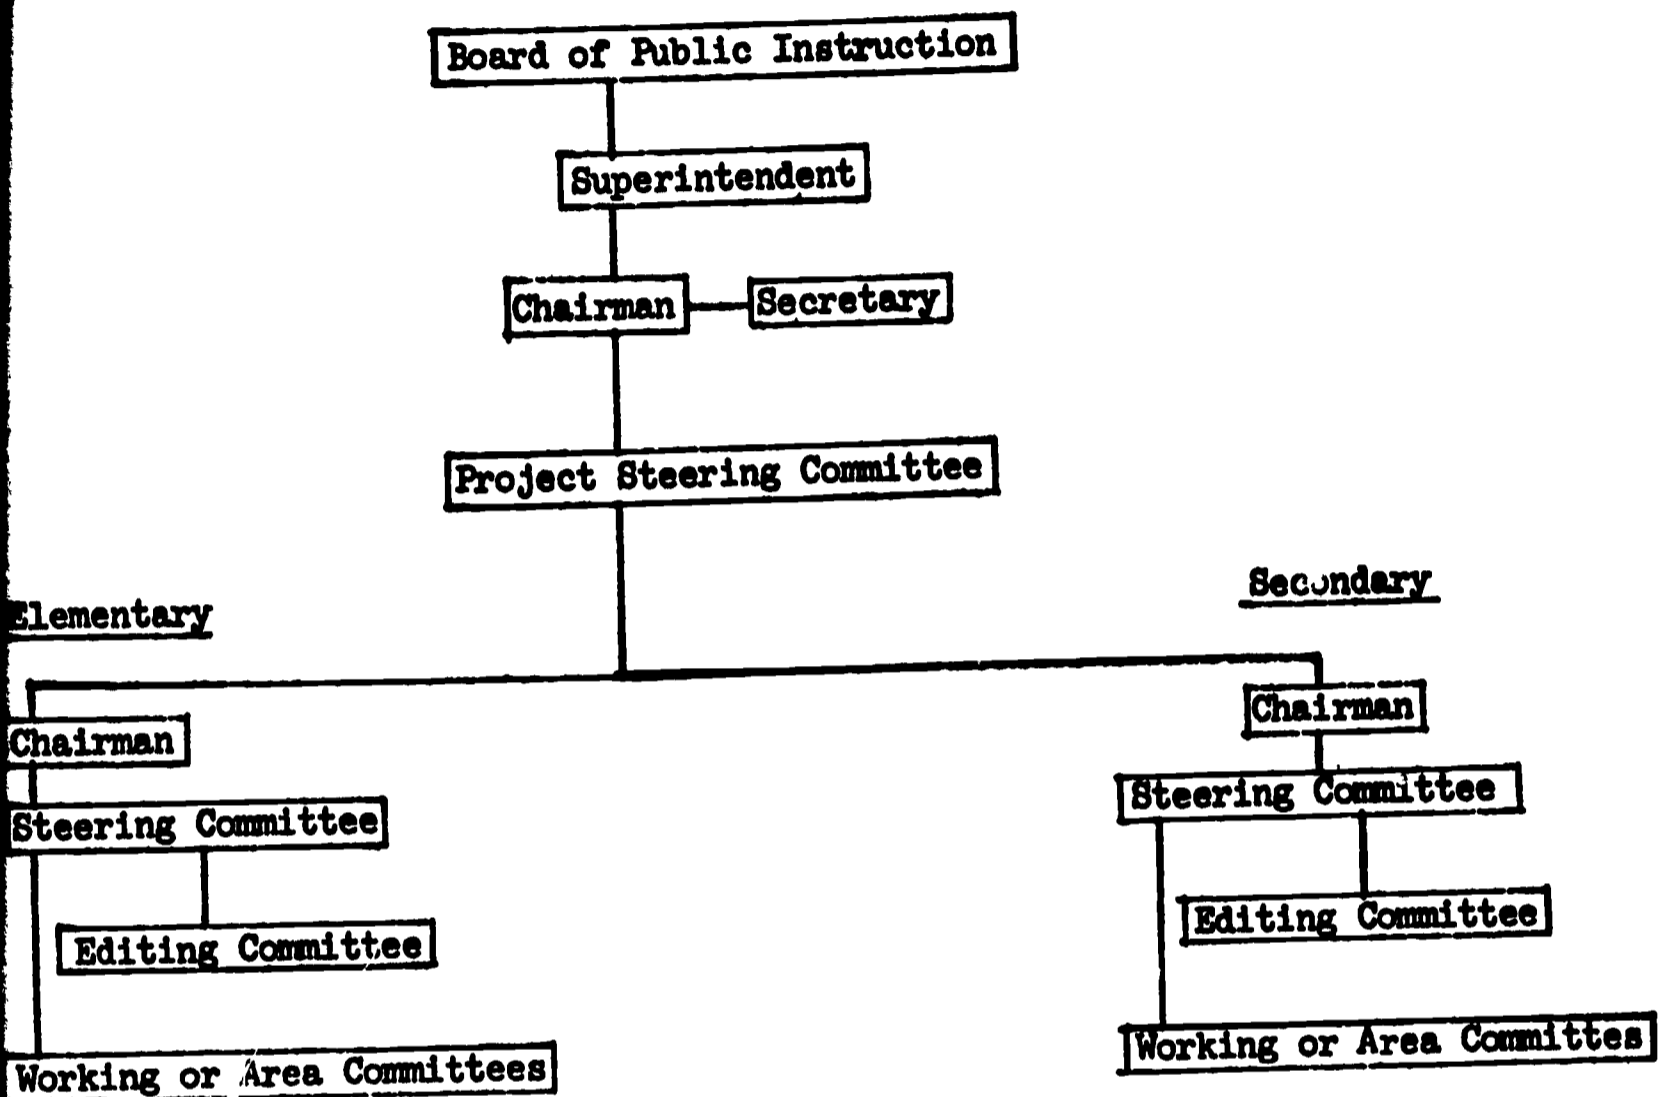 Board of Public Instruction
Superintendent
Chairman
Secretary
Project Steering Committee
Elementary
Secondary
Chairman
Chairman
Steering Committee
Steering Committee
Editing Committee
Editing Committee
Working or Area Committees
Working or Area Committes